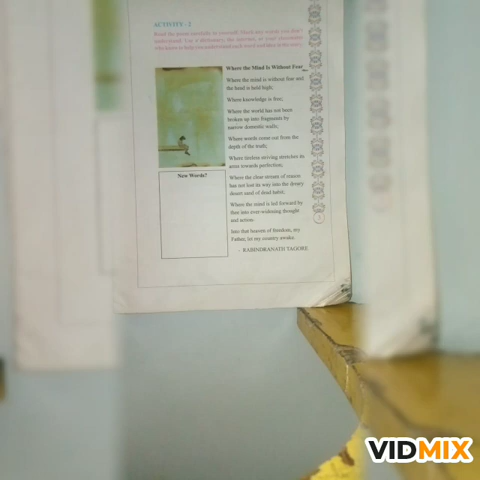 ACTIVITY - 2
Read the poem
Where the Mind Is Without Fear
Where the mind is without fear and
the head is held high;
Where knowledge is free;
Where the world has not been
broken up into fragments by
narrow domestic walls;
Where words come out from the
depth of the truth;
Where tireless striving stretches its
arms towards perfection;
Where the clear stream of reason
has not lost its way into the dreary
desert sand of dead habit;
Where the mind is led forward by
thee into ever-widening thought
and action
Into that heaven of freedom, my
Father, let my country awake.
- RABINDRANATH TAGORE
New Words?
VIDMIX